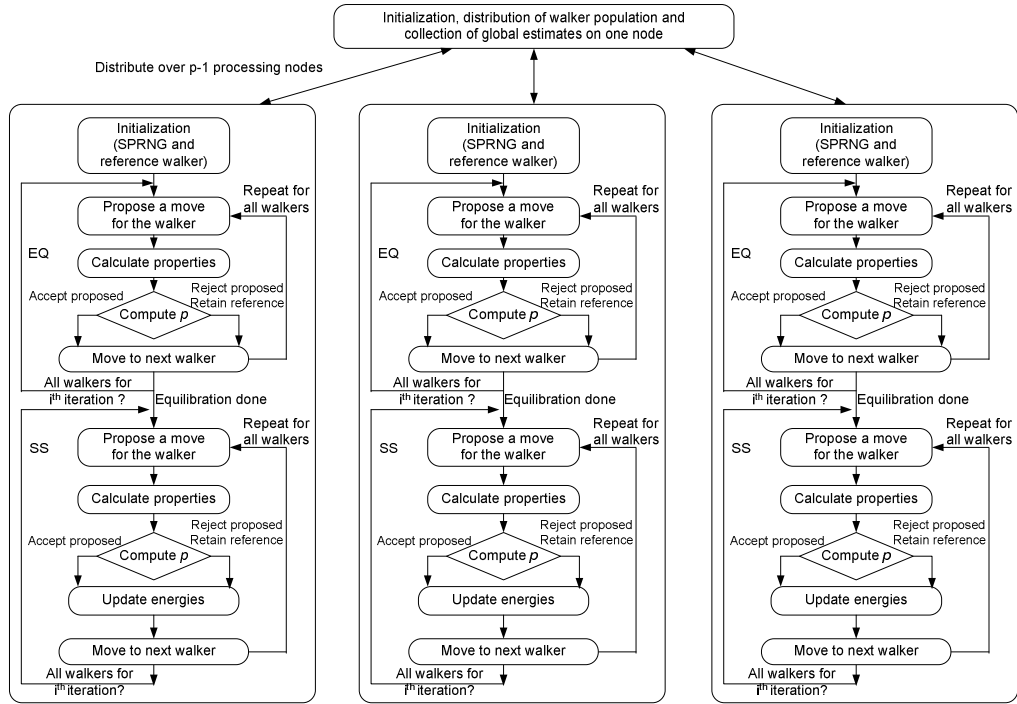 Initialization, distribution of walker population and
collection of global estimates on one node
Distribute over p-1 processing nodes
Initialization
(SPRNG and
reference walker)
Repeat for
all walkers
Propose a move
for the walker
EQ
Calculate properties
Accept proposed
Reject proposed
Retain reference
Compute p
Move to next walker
All walkers for
ith iteration ?
Equilibration done
Repeat for
all walkers
Propose a move
for the walker
SS
Calculate properties
Accept proposed
Reject proposed
Retain reference
Compute p
Update energies
Move to next walker
All walkers for
ith iteration?
Initialization
(SPRNG and
reference walker)
Repeat for
all walkers
Propose a move
for the walker
EQ
Calculate properties
Accept proposed
Reject proposed
Retain reference
Compute p
Move to next walker
All walkers for
ith iteration ?
Equilibration done
Repeat for
all walkers
Propose a move
for the walker
SS
Calculate properties
Accept proposed
Reject proposed
Retain reference
Compute p
Update energies
Move to next walker
All walkers for
ith iteration?
Initialization
(SPRNG and
reference walker)
Repeat for
all walkers
Propose a move
for the walker
EQ
Calculate properties
Accept proposed
Reject proposed
Retain reference
Compute p
Move to next walker
All walkers for
ith iteration ?
Equilibration done
Repeat for
all walkers
Propose a move
for the walker
SS
Calculate properties
Accept proposed
Reject proposed
Retain reference
Compute p
Update energies
Move to next walker
All walkers for
ith iteration?